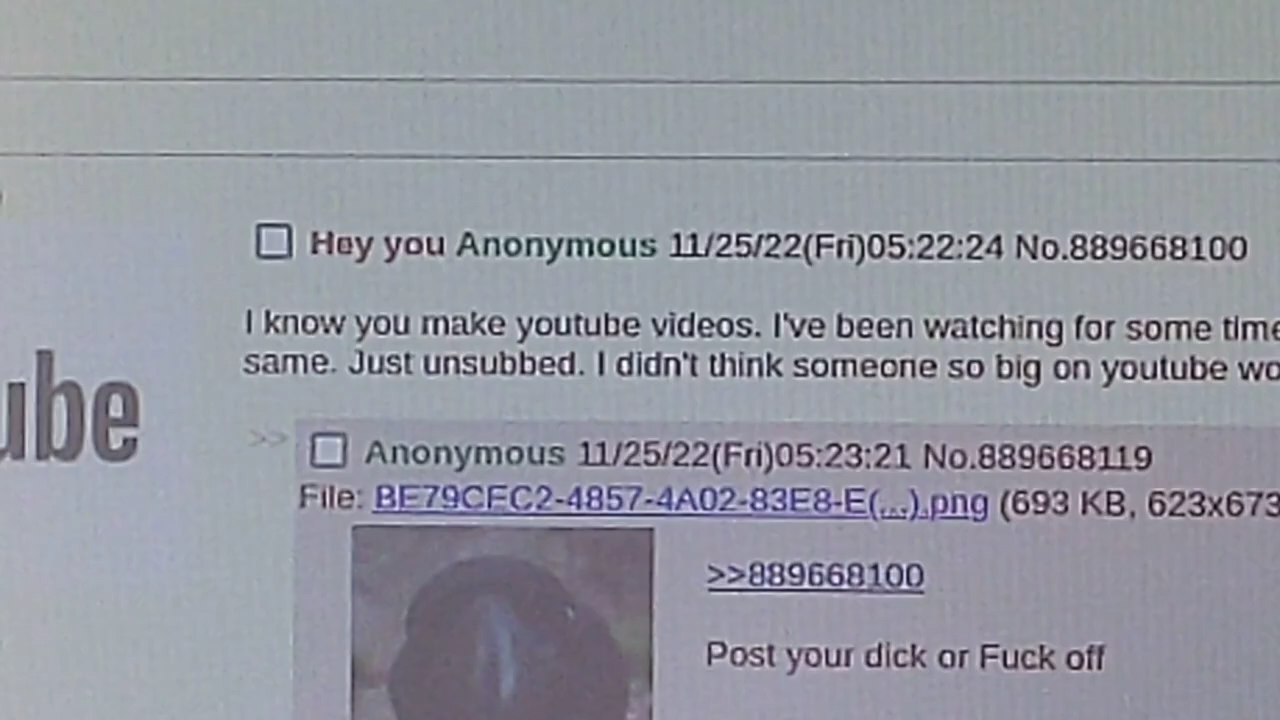 Hey you Anonymous 11/25/22(Fri)05:22:24 No.889668100
I know you make youtube videos. I've been watching for some time
same. Just unsubbed. I didn't think someone so big on youtube wo
ube
>> Anonymous 11/25/22(Fri)05:23:21 No.889668119
File: BE79CFC2-4857-4A02-83E8-E(...).png (693 KB, 623x673
>>889668100
Post your dick or Fuck off